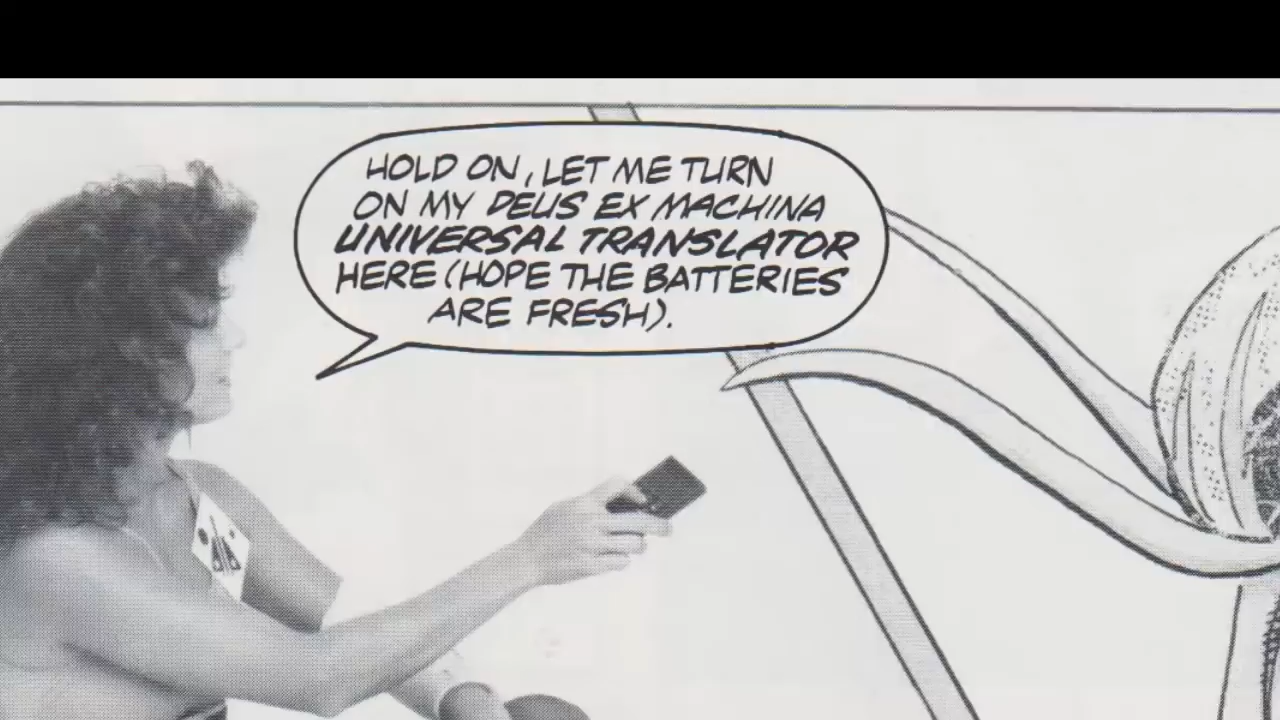 HOLD ON, LET ME TURN
ON MY DEUS EX MACHINA
UNIVERSAL TRANSLATOR
HERE (HOPE THE BATTERIES
ARE FRESH).